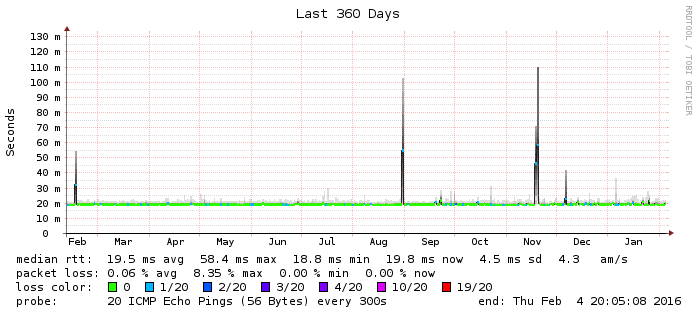 Last 360 Days
RRDTOOL / TOBI OETIKER
Seconds
130 m
120 m
110 m
100 m
90 m
80 m
70 m
60 m
50 m
40 m
30 m
20 m
10 m
0
Feb Mar Apr May Jun Jul Aug Sep Oct Nov Dec Jan
median rtt: 19.5 ms avg 58.4 ms max 18.8 ms min 19.8 ms now 4.5 ms sd 4.3 am/s
packet loss: 0.06 % avg 8.35 % max 0.00 % min 0.00 % now
loss color: 0 1/20 2/20 3/20 4/20 10/20 19/20
probe: 20 ICMP Echo Pings (56 Bytes) every 300s end: Thu Feb 4 20:05:08 2016